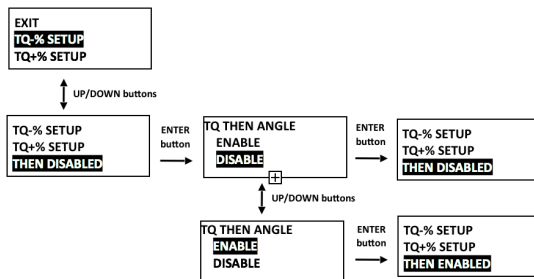 EXIT
TQ-% SETUP
TQ+% SETUP
UP/DOWN buttons
TQ-% SETUP
TQ+% SETUP
THEN DISABLED
ENTER
button
TQ THEN ANGLE
ENABLE
DISABLE
ENTER
button
TQ-% SETUP
TQ+% SETUP
THEN DISABLED
UP/DOWN buttons
TQ THEN ANGLE
ENABLE
DISABLE
ENTER
button
TQ-% SETUP
TQ+% SETUP
THEN ENABLED